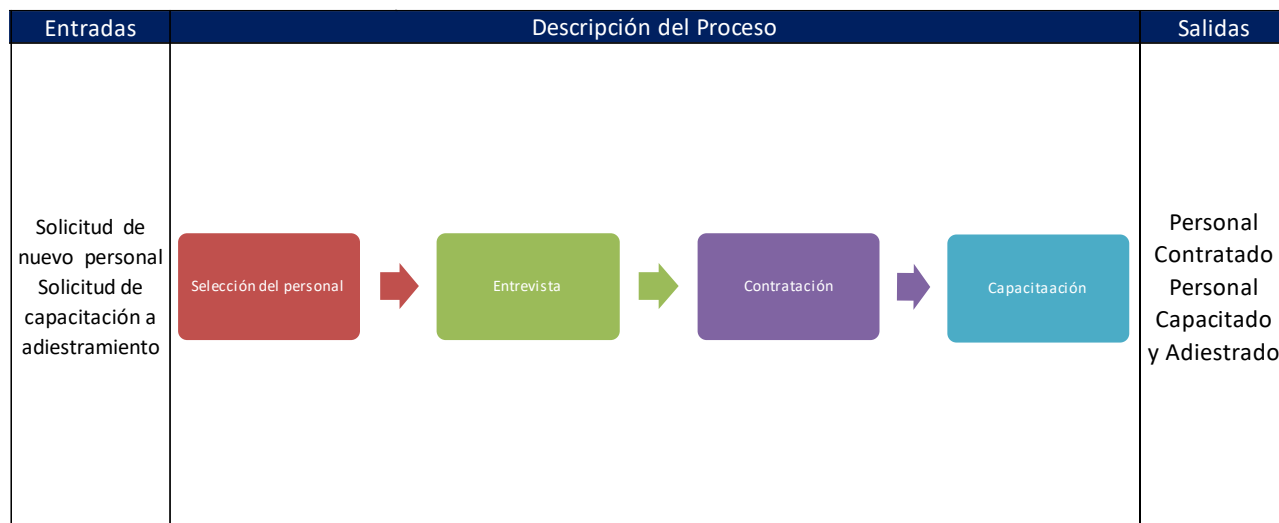 Entradas
Descripción del Proceso
Salidas
Solicitud de
nuevo personal
Solicitud de
capacitación a
adiestramiento
Selección del personal
Entrevista
Contratación
Capacitaación
Personal
Contratado
Personal
Capacitado
y Adiestrado